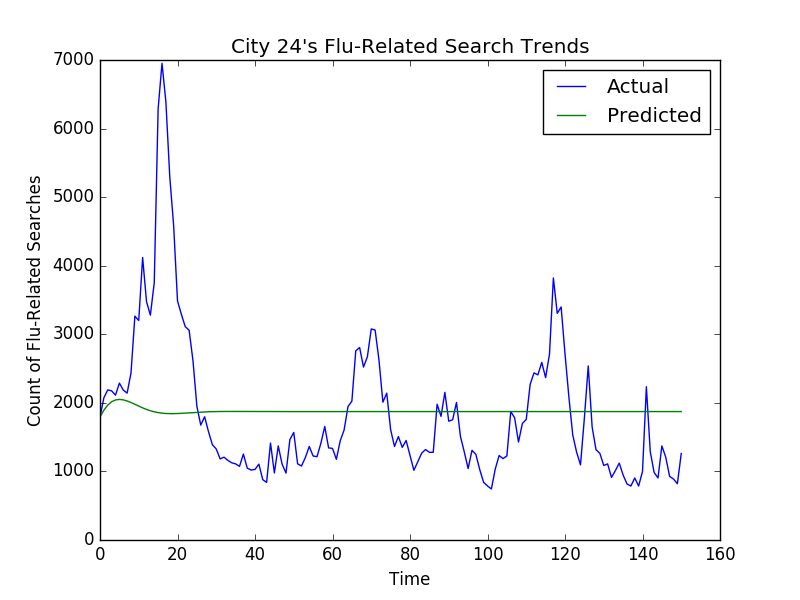 City 24's Flu-Related Search Trends
7000
6000
5000
4000
3000
2000
1000
0
Count of Flu-Related Searches
Actual
Predicted
0 20 40 60 80 100 120 140 160
Time